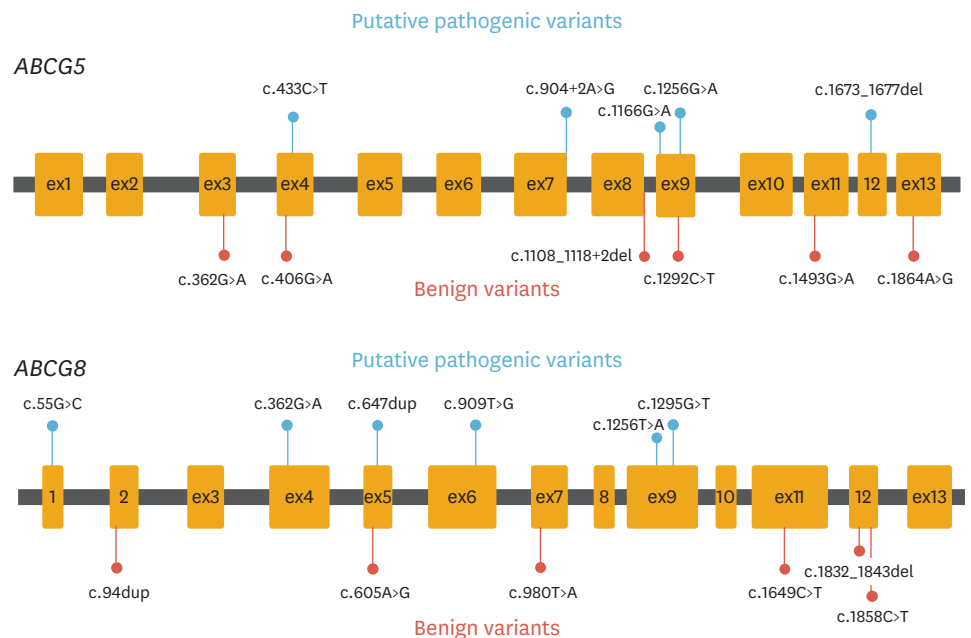 Putative pathogenic variants
ABCG5
c.433C>T
c.904+2A>G
c.1256G>A
c.1673_1677del
c.1166G>A
ex1
ex2
ex3
ex4
ex5
ex6
ex7
ex8
ex9
ex10
ex11
12
ex13
c.362G>A
c.406G>A
c.1108_1118+2del
c.1292C>T
c.1493G>A
c.1864A>G
Benign variants
Putative pathogenic variants
ABCG8
c.55G>C
c.362G>A
c.647dup
c.909T>G
c.1295G>T
c.1256T>A
1
2
ex3
ex4
ex5
ex6
ex7
8
ex9
10
ex11
12
ex13
c.94dup
c.605A>G
c.980T>A
c.1649C>T
c.1832_1843del
c.1858C>T
Benign variants